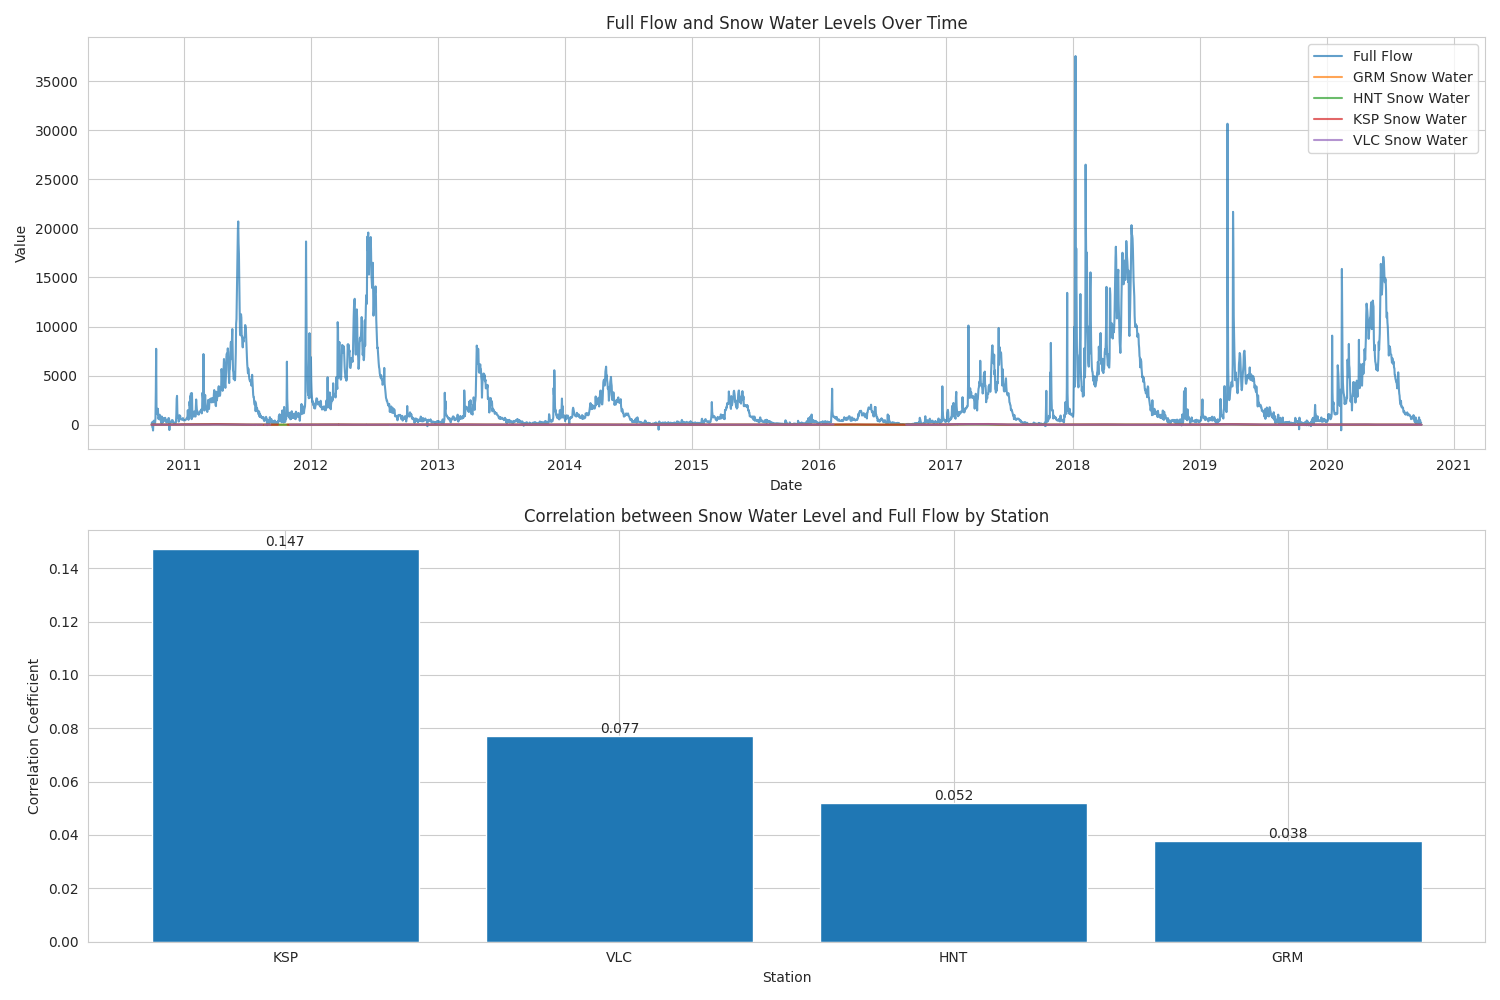 Full Flow and Snow Water Levels Over Time
Full Flow
GRM Snow Water
HNT Snow Water
KSP Snow Water
VLC Snow Water
35000
30000
25000
20000
15000
10000
5000
0
Value
2011 2012 2013 2014 2015 2016 2017 2018 2019 2020 2021
Date
Correlation between Snow Water Level and Full Flow by Station
0.14
0.12
0.10
0.08
0.06
0.04
0.02
0.00
Correlation Coefficient
0.147
0.077
0.052
0.038
KSP VLC HNT GRM
Station